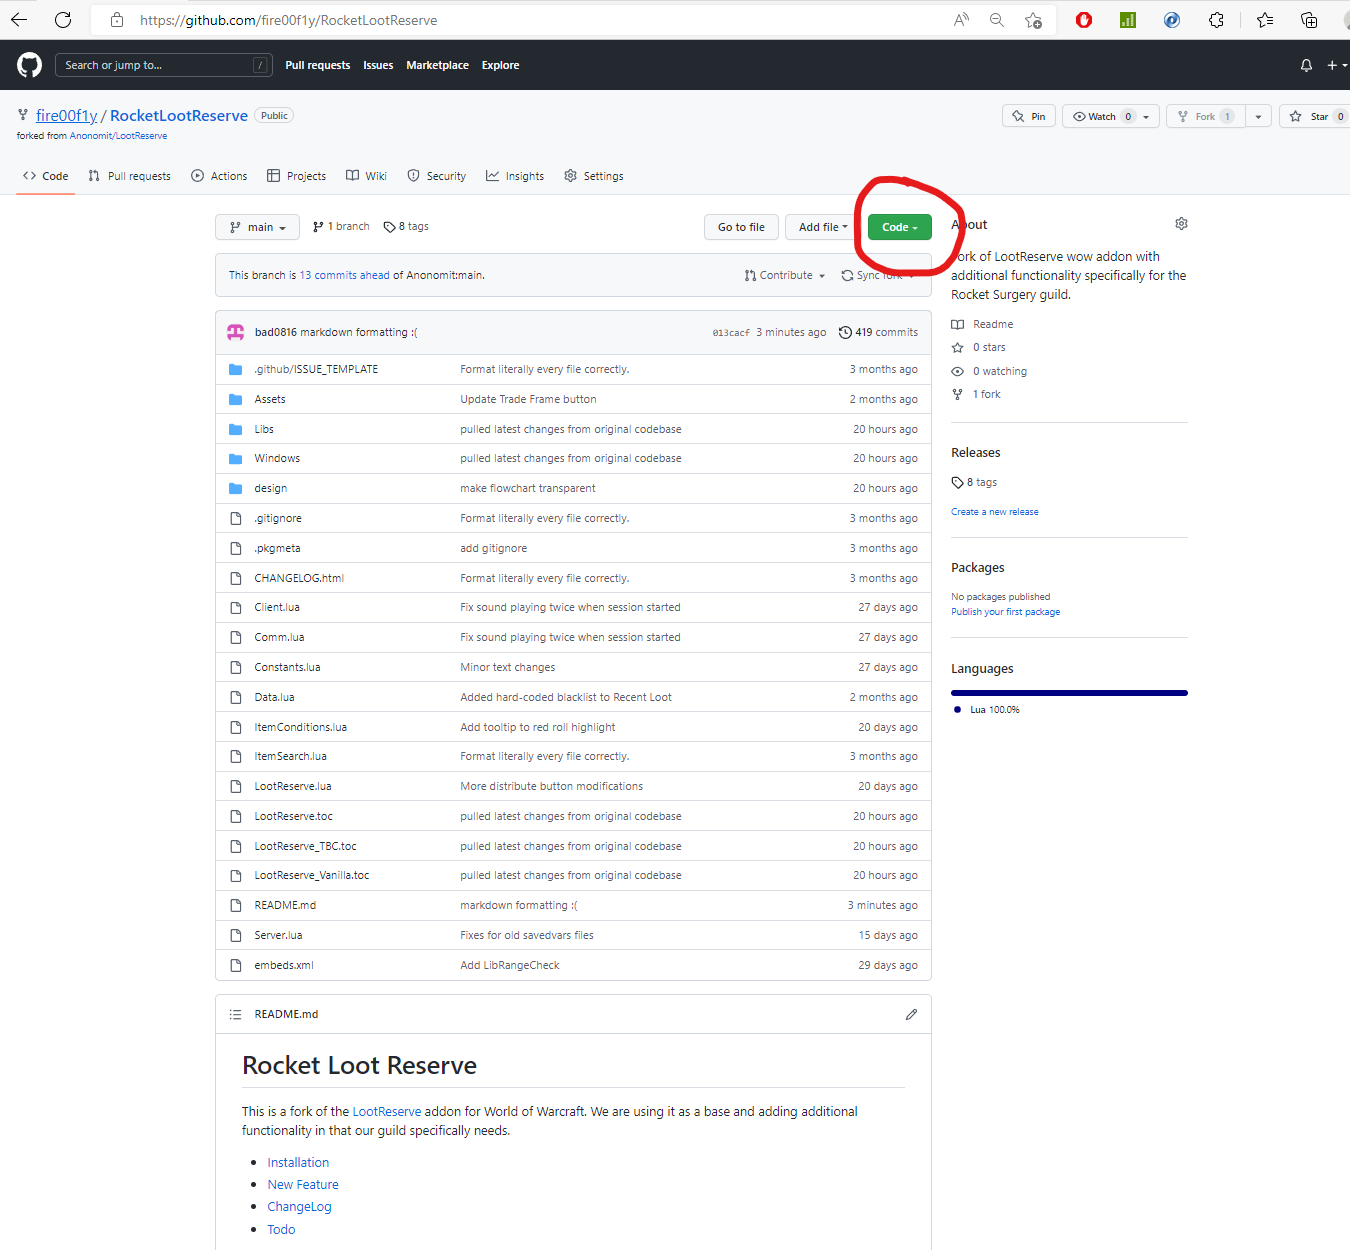 https://github.com/fire00f1y/RocketLootReserve
Search or jump to... /
Pull requests Issues Marketplace Explore
fire00f1y / RocketLootReserve Public
Pin Watch 0 Fork 1 Star 0
forked from Anonomit/LootReserve
Code Pull requests Actions Projects Wiki Security Insights Settings
main 1 branch 8 tags Go to file Add file Code
This branch is 13 commits ahead of Anonomit:main. Contribute Sync fork
bad0816 markdown formatting :( 013cacf 3 minutes ago 419 commits
.github/ISSUE_TEMPLATE Format literally every file correctly. 3 months ago
Assets Update Trade Frame button 2 months ago
Libs pulled latest changes from original codebase 20 hours ago
Windows pulled latest changes from original codebase 20 hours ago
design make flowchart transparent 20 hours ago
.gitignore Format literally every file correctly. 3 months ago
.pkgmeta add gitignore 3 months ago
CHANGELOG.html Format literally every file correctly. 3 months ago
Client.lua Fix sound playing twice when session started 27 days ago
Comm.lua Fix sound playing twice when session started 27 days ago
Constants.lua Minor text changes 27 days ago
Data.lua Added hard-coded blacklist to Recent Loot 2 months ago
ItemConditions.lua Add tooltip to red roll highlight 20 days ago
ItemSearch.lua Format literally every file correctly. 3 months ago
LootReserve.lua More distribute button modifications 20 days ago
LootReserve.toc pulled latest changes from original codebase 20 hours ago
LootReserve_TBC.toc pulled latest changes from original codebase 20 hours ago
LootReserve_Vanilla.toc pulled latest changes from original codebase 20 hours ago
README.md markdown formatting :( 3 minutes ago
Server.lua Fixes for old savedvars files 15 days ago
embeds.xml Add LibRangeCheck 29 days ago
README.md
Rocket Loot Reserve
This is a fork of the LootReserve addon for World of Warcraft. We are using it as a base and adding additional
functionality in that our guild specifically needs.
Installation
New Feature
ChangeLog
Todo
About
Fork of LootReserve wow addon with
additional functionality specifically for the
Rocket Surgery guild.
Readme
0 stars
0 watching
1 fork
Releases
8 tags
Create a new release
Packages
No packages published
Publish your first package
Languages
Lua 100.0%